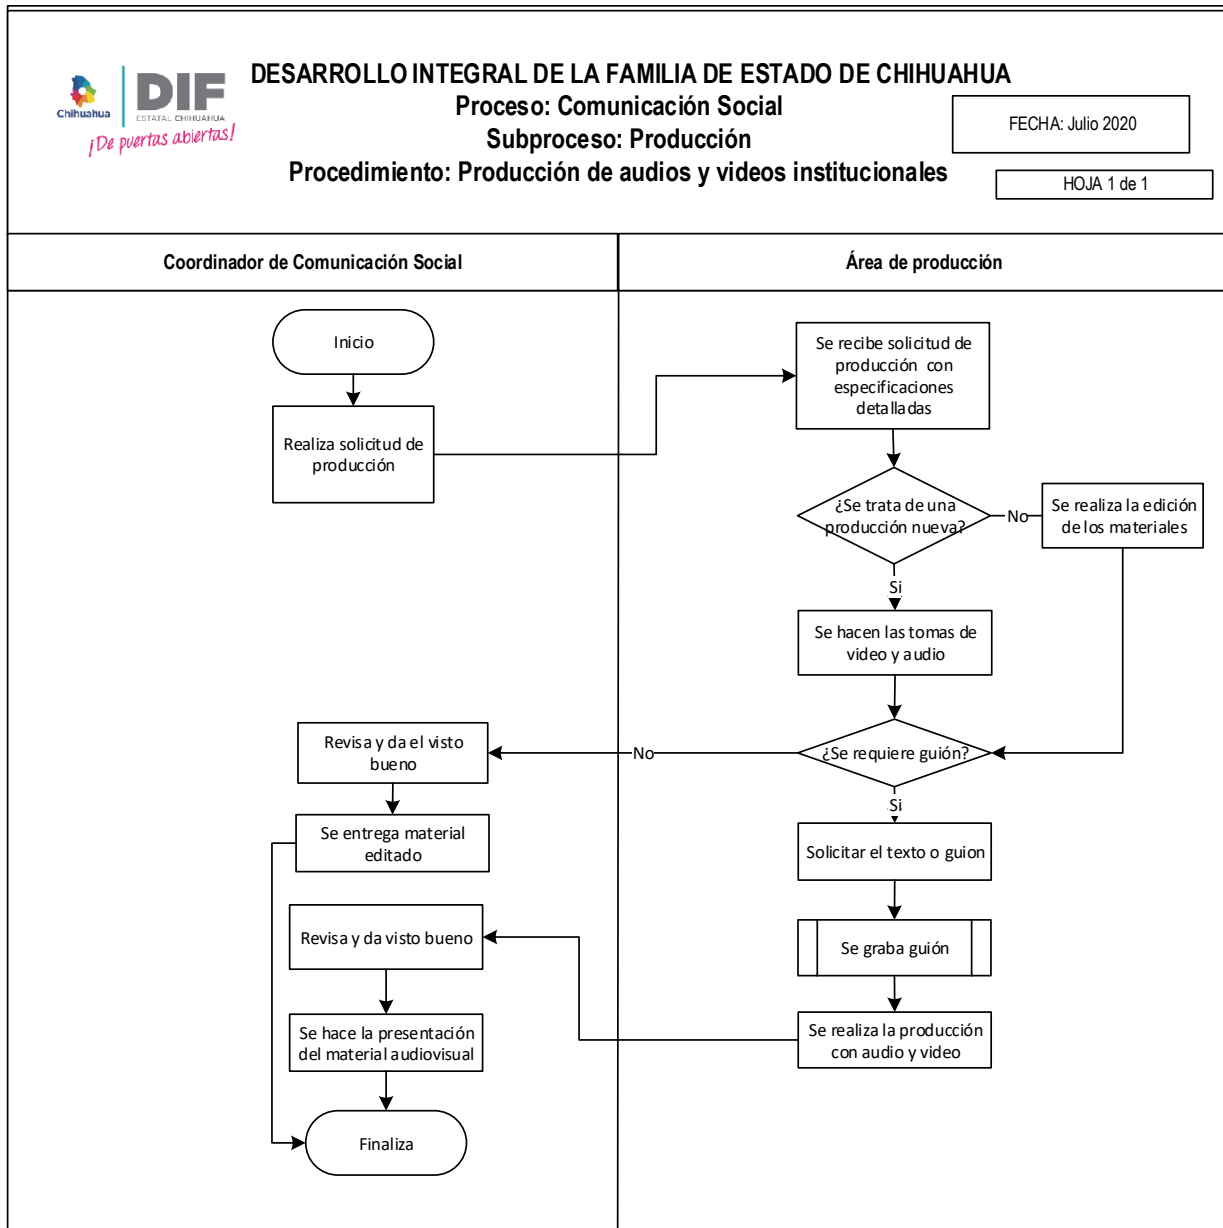 Chihuahua
DIF
ESTATAL CHIHUAHUA
¡De puertas abiertas!
DESARROLLO INTEGRAL DE LA FAMILIA DE ESTADO DE CHIHUAHUA
Proceso: Comunicación Social
Subproceso: Producción
Procedimiento: Producción de audios y videos institucionales
FECHA: Julio 2020
HOJA 1 de 1
Coordinador de Comunicación Social
Área de producción
Inicio
Realiza solicitud de
producción
Se recibe solicitud de
producción con
especificaciones
detalladas
¿Se trata de una
producción nueva?
No
Se realiza la edición
de los materiales
Si
Se hacen las tomas de
video y audio
¿Se requiere guión?
No
Revisa y da el visto
bueno
Se entrega material
editado
Si
Solicitar el texto o guion
Se graba guión
Se realiza la producción
con audio y video
Revisa y da visto bueno
Se hace la presentación
del material audiovisual
Finaliza